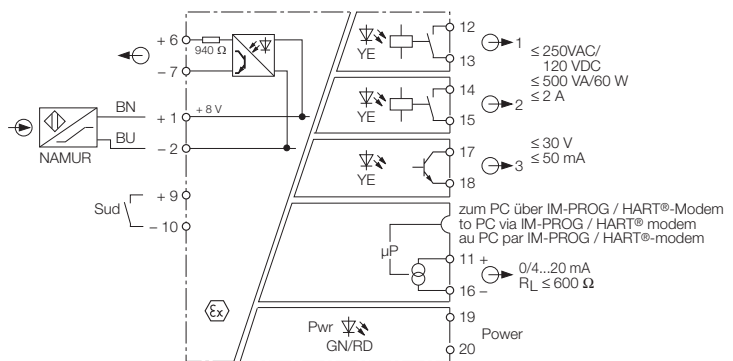 + 6
940 Ω
– 7
BN
+ 1
+ 8 V
BU
– 2
NAMUR
+ 9
Sud
– 10
εx
YE
12
13
1
≤ 250VAC/
120 VDC
≤ 500 VA/60 W
≤ 2 A
YE
14
15
2
YE
17
18
3
≤ 30 V
≤ 50 mA
zum PC über IM-PROG / HART®-Modem
to PC via IM-PROG / HART® modem
au PC par IM-PROG / HART®-modem
µP
11 +
16 –
0/4...20 mA
RL ≤ 600 Ω
Pwr
GN/RD
19
Power
20